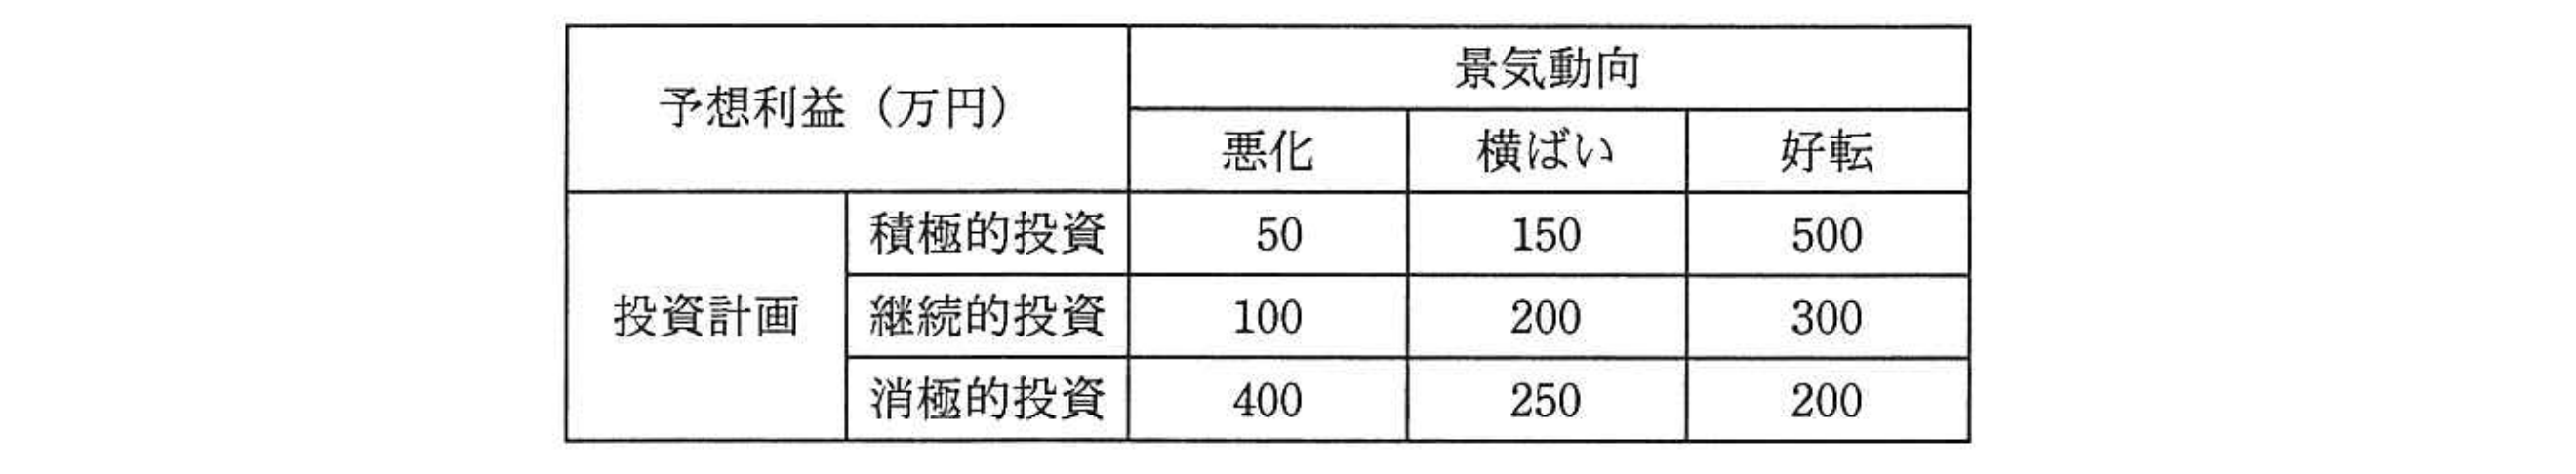 予想利益（万円）
景気動向
悪化 横ばい 好転
投資計画
積極的投資 50 150 500
継続的投資 100 200 300
消極的投資 400 250 200